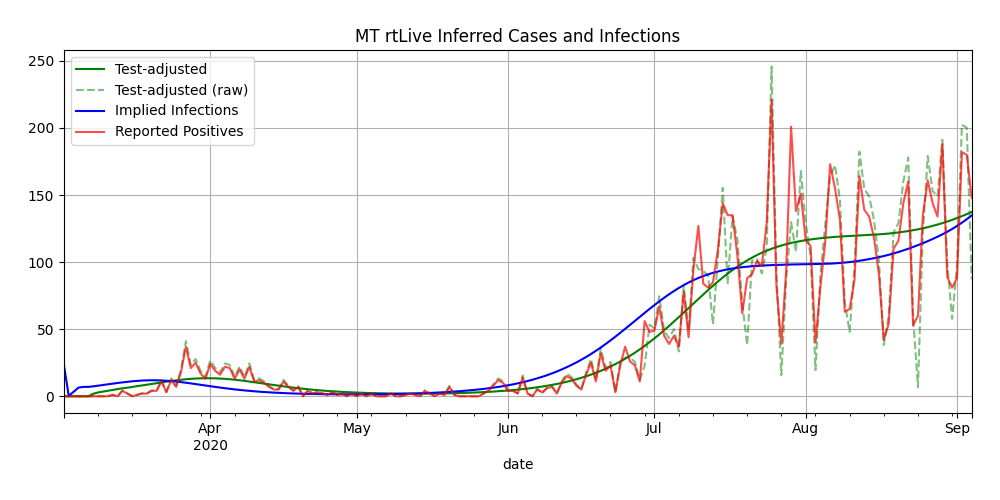 MT rtLive Inferred Cases and Infections
Test-adjusted
Test-adjusted (raw)
Implied Infections
Reported Positives
250
200
150
100
50
0
Apr
2020
May
Jun
Jul
Aug
Sep
date